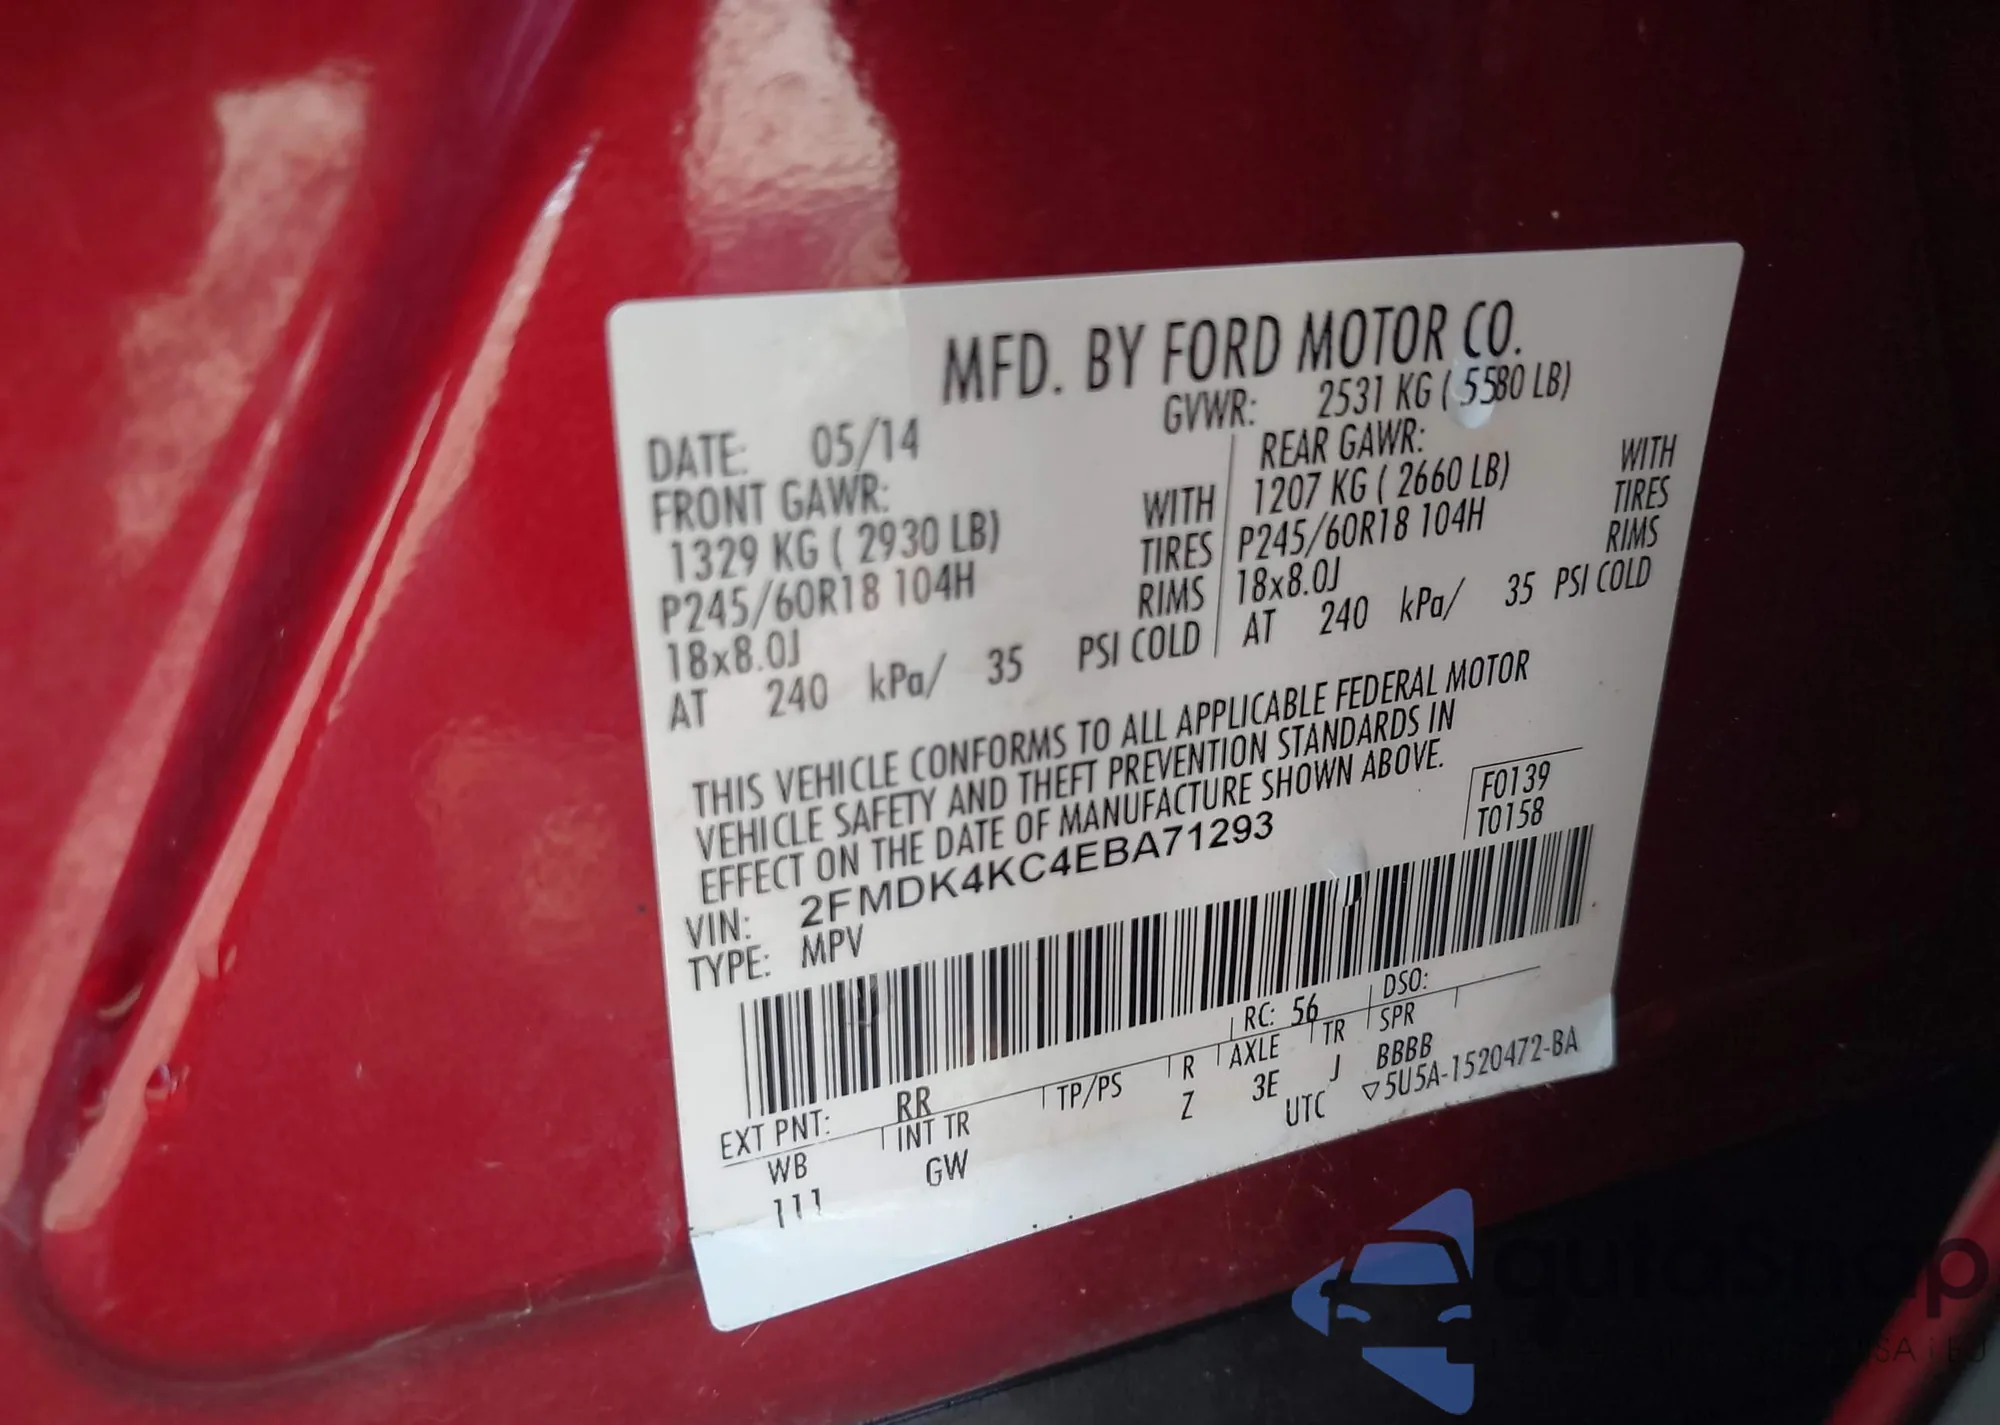 MFD. BY FORD MOTOR CO.
DATE: 05/14 GVWR: 2531 KG ( 5580 LB)
FRONT GAWR: REAR GAWR:
1329 KG ( 2930 LB) WITH 1207 KG ( 2660 LB) WITH
P245/60R18 104H TIRES P245/60R18 104H TIRES
18x8.0J RIMS 18x8.0J RIMS
AT 240 kPa/ 35 PSI COLD AT 240 kPa/ 35 PSI COLD
THIS VEHICLE CONFORMS TO ALL APPLICABLE FEDERAL MOTOR
VEHICLE SAFETY AND THEFT PREVENTION STANDARDS IN
EFFECT ON THE DATE OF MANUFACTURE SHOWN ABOVE.
F0139
T0158
VIN: 2FMDK4KC4EBA71293
TYPE: MPV
EXT PNT: RR RC: 56 DSO:
WB INT TR TP/PS R AXLE TR SPR
111 GW Z 3E J BBBB
UTC ▽5U5A-1520472-BA
autosnap